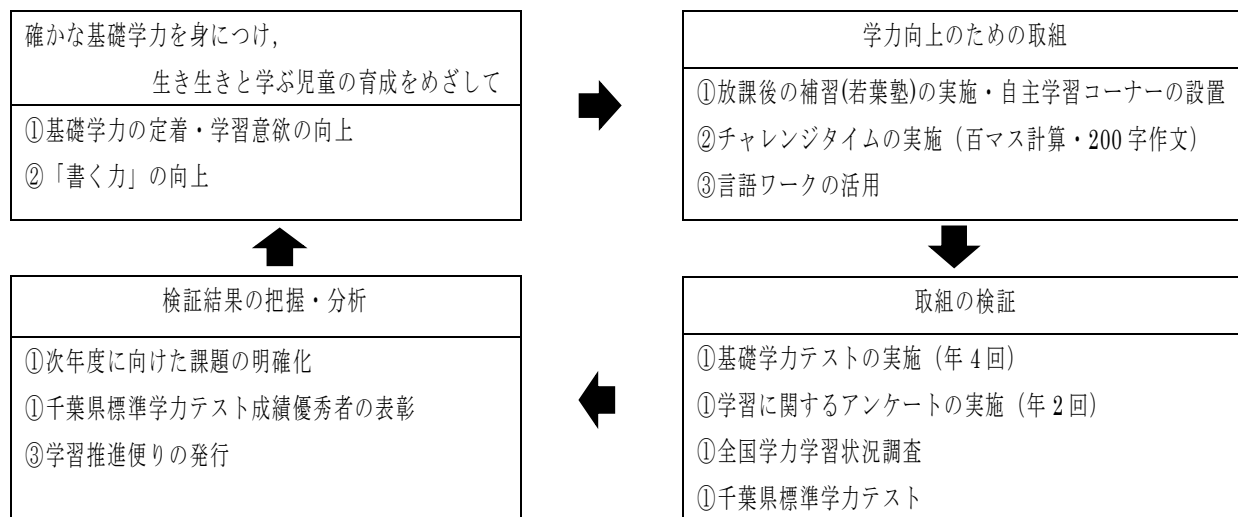 確かな基礎学力を身につけ,
生き生きと学ぶ児童の育成をめざして
①基礎学力の定着・学習意欲の向上
②「書く力」の向上
学力向上のための取組
①放課後の補習(若葉塾)の実施・自主学習コーナーの設置
②チャレンジタイムの実施（百マス計算・200字作文）
③言語ワークの活用
検証結果の把握・分析
①次年度に向けた課題の明確化
①千葉県標準学力テスト成績優秀者の表彰
③学習推進便りの発行
取組の検証
①基礎学力テストの実施（年4回）
①学習に関するアンケートの実施（年2回）
①全国学力学習状況調査
①千葉県標準学力テスト